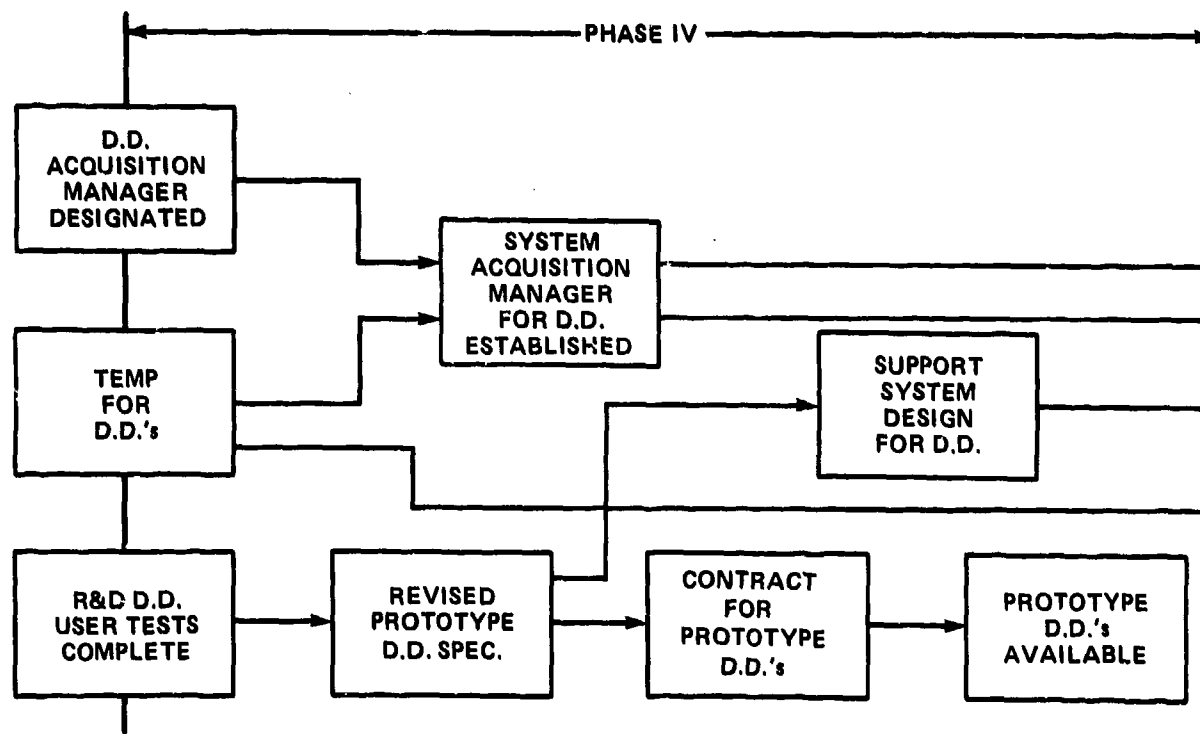 PHASE IV
D.D.
ACQUISITION
MANAGER
DESIGNATED
SYSTEM
ACQUISITION
MANAGER
FOR D.D.
ESTABLISHED
TEMP
FOR
D.D.'s
SUPPORT
SYSTEM
DESIGN
FOR D.D.
R&D D.D.
USER TESTS
COMPLETE
REVISED
PROTOTYPE
D.D. SPEC.
CONTRACT
FOR
PROTOTYPE
D.D.'s
PROTOTYPE
D.D.'s
AVAILABLE